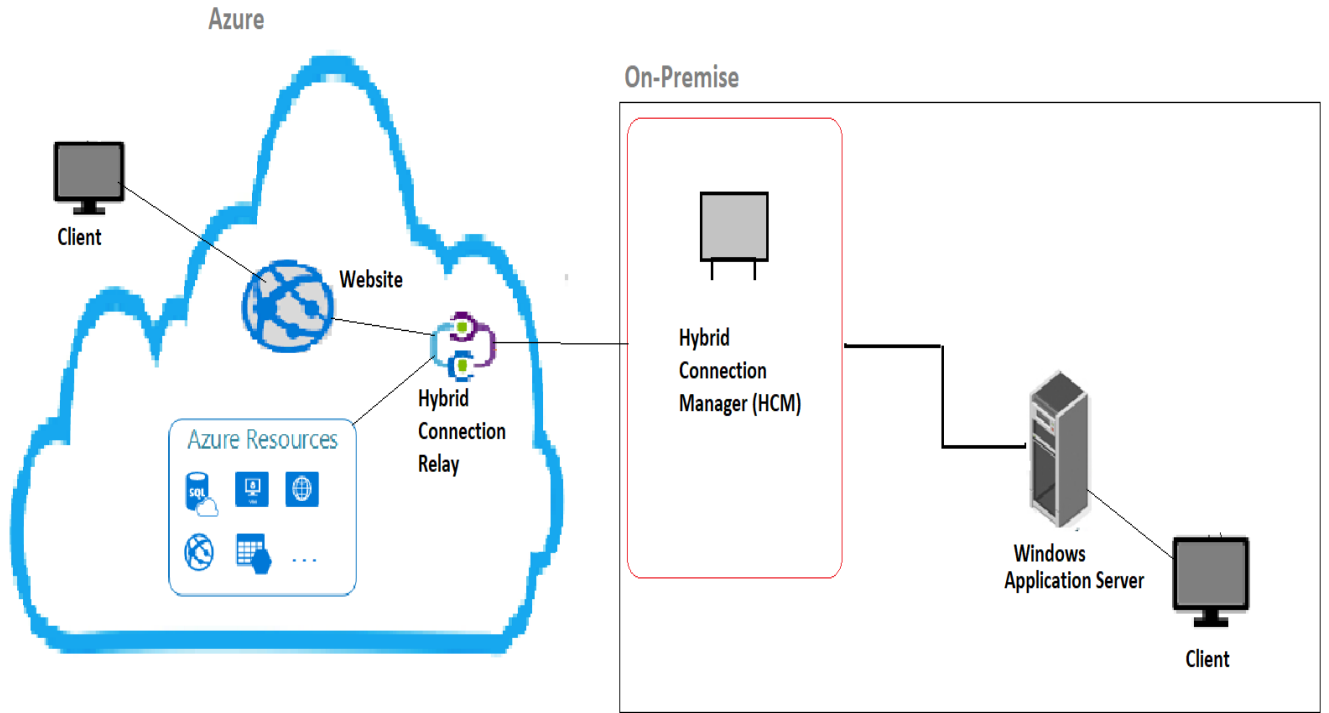 Azure
On-Premise
Client
Website
Hybrid
Connection
Relay
Azure Resources
SQL
...
Hybrid
Connection
Manager (HCM)
Windows
Application Server
Client